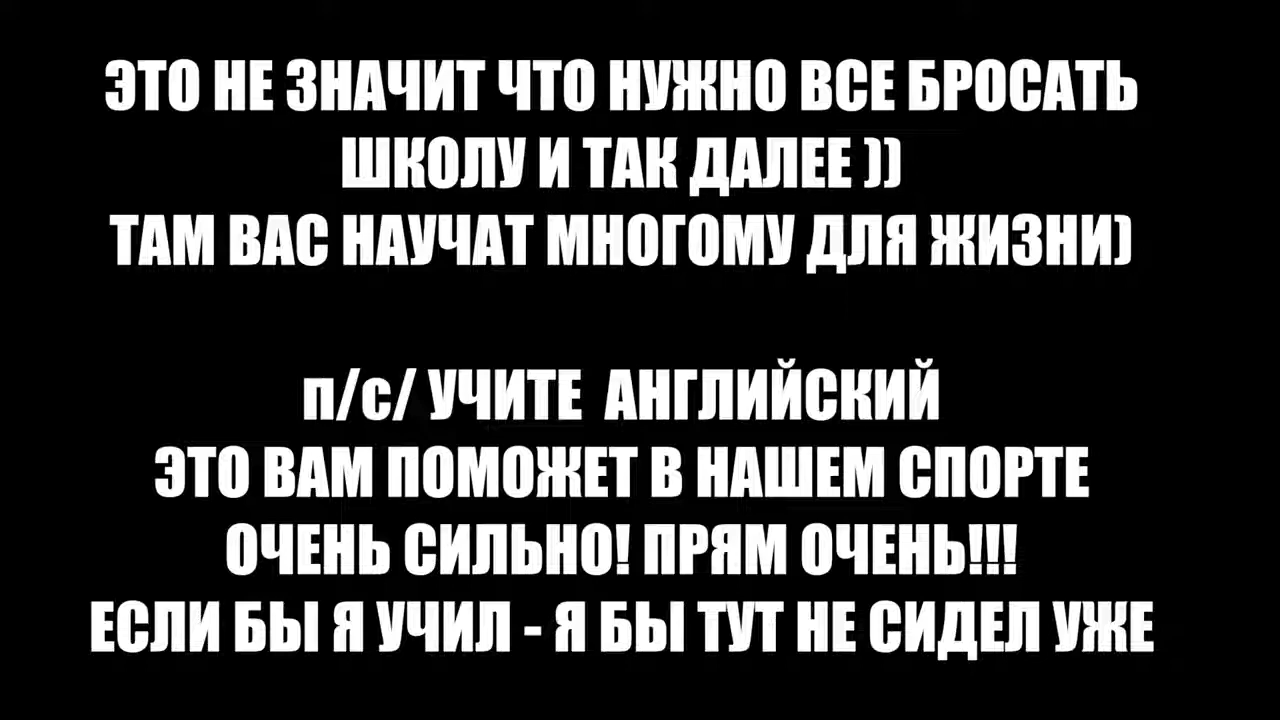 ЭТО НЕ ЗНАЧИТ ЧТО НУЖНО ВСЕ БРОСАТЬ
ШКОЛУ И ТАК ДАЛЕЕ ))
ТАМ ВАС НАУЧАТ МНОГОМУ ДЛЯ ЖИЗНИ)
п/с/ УЧИТЕ АНГЛИЙСКИЙ
ЭТО ВАМ ПОМОЖЕТ В НАШЕМ СПОРТЕ
ОЧЕНЬ СИЛЬНО! ПРЯМ ОЧЕНЬ!!!
ЕСЛИ БЫ Я УЧИЛ - Я БЫ ТУТ НЕ СИДЕЛ УЖЕ